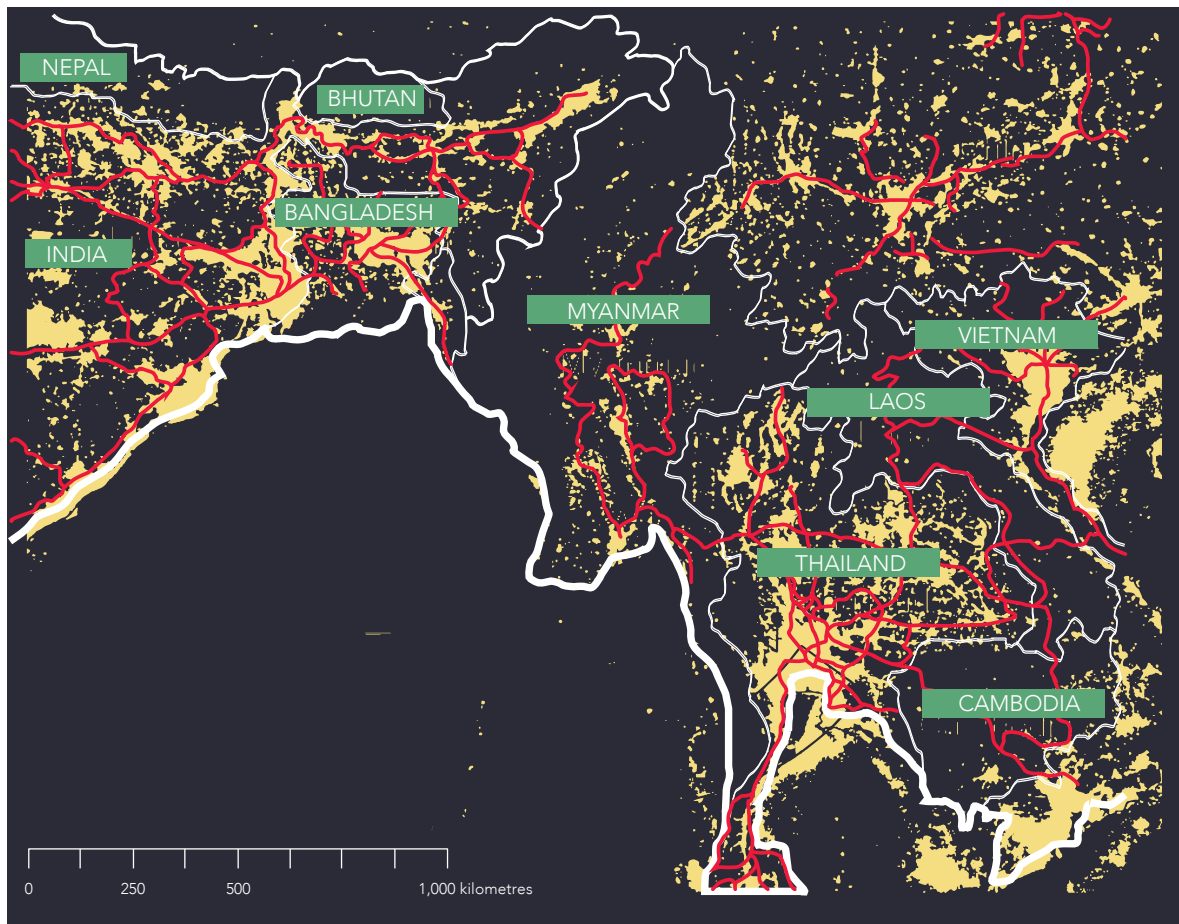 NEPAL
BHUTAN
BANGLADESH
INDIA
MYANMAR
VIETNAM
LAOS
THAILAND
CAMBODIA
0 250 500 1,000 kilometres